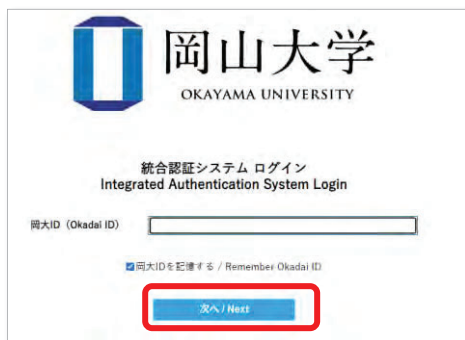 岡山大学
OKAYAMA UNIVERSITY
統合認証システム ログイン
Integrated Authentication System Login
岡大ID（Okadai ID）
岡大IDを記憶する / Remember Okadai ID
次へ / Next